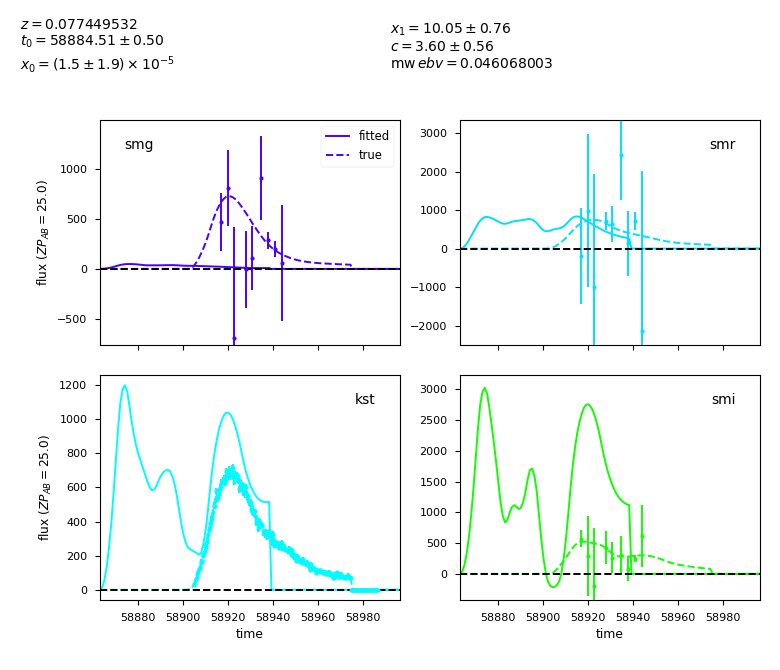 z = 0.077449532
t₀ = 58884.51 ± 0.50
x₀ = (1.5 ± 1.9) × 10⁻⁵
x₁ = 10.05 ± 0.76
c = 3.60 ± 0.56
mw ebv = 0.046068003
smg
fitted
true
1000
500
0
−500
flux (ZP_AB = 25.0)
smr
3000
2000
1000
0
−1000
−2000
kst
1200
1000
800
600
400
200
0
flux (ZP_AB = 25.0)
58880 58900 58920 58940 58960 58980
time
smi
3000
2500
2000
1500
1000
500
0
58880 58900 58920 58940 58960 58980
time